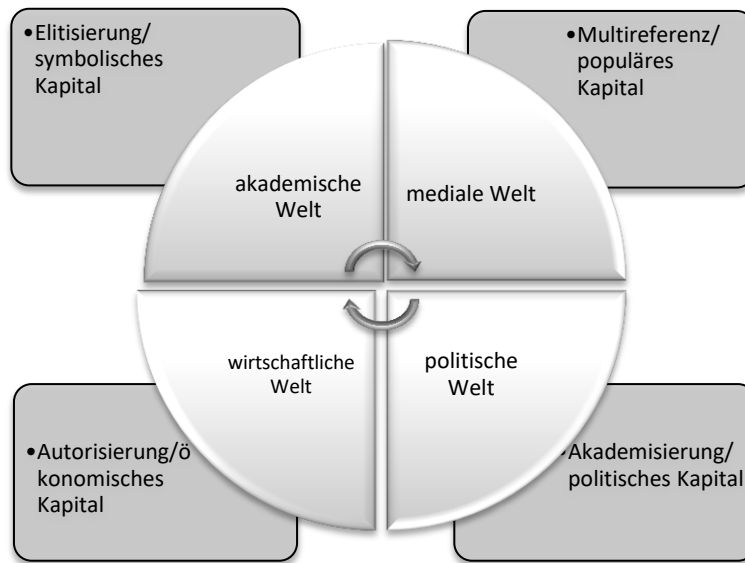 •Elitisierung/
symbolisches
Kapital
•Multireferenz/
populäres
Kapital
akademische
Welt
mediale Welt
wirtschaftliche
Welt
politische
Welt
•Autorisierung/ö
konomisches
Kapital
•Akademisierung/
politisches Kapital